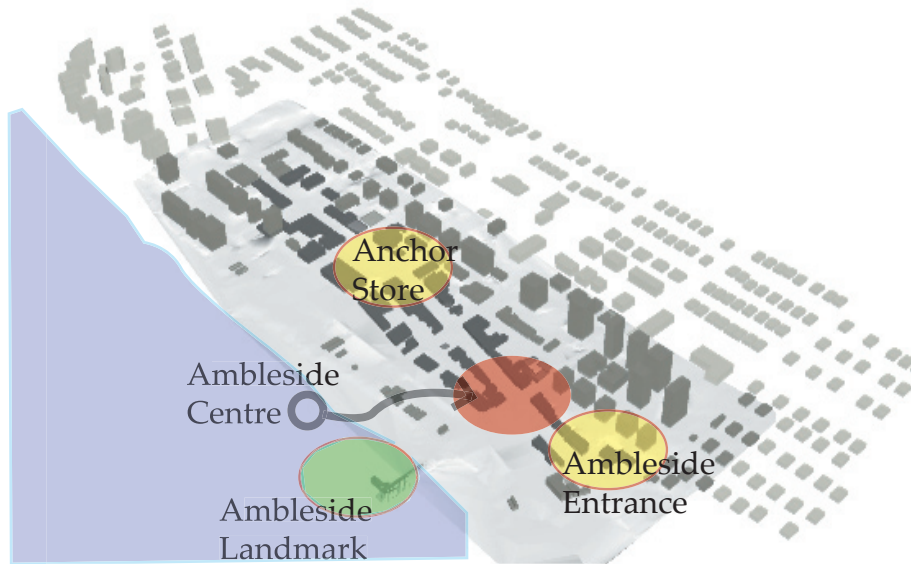 Anchor
Store
Ambleside
Centre
Ambleside
Entrance
Ambleside
Landmark